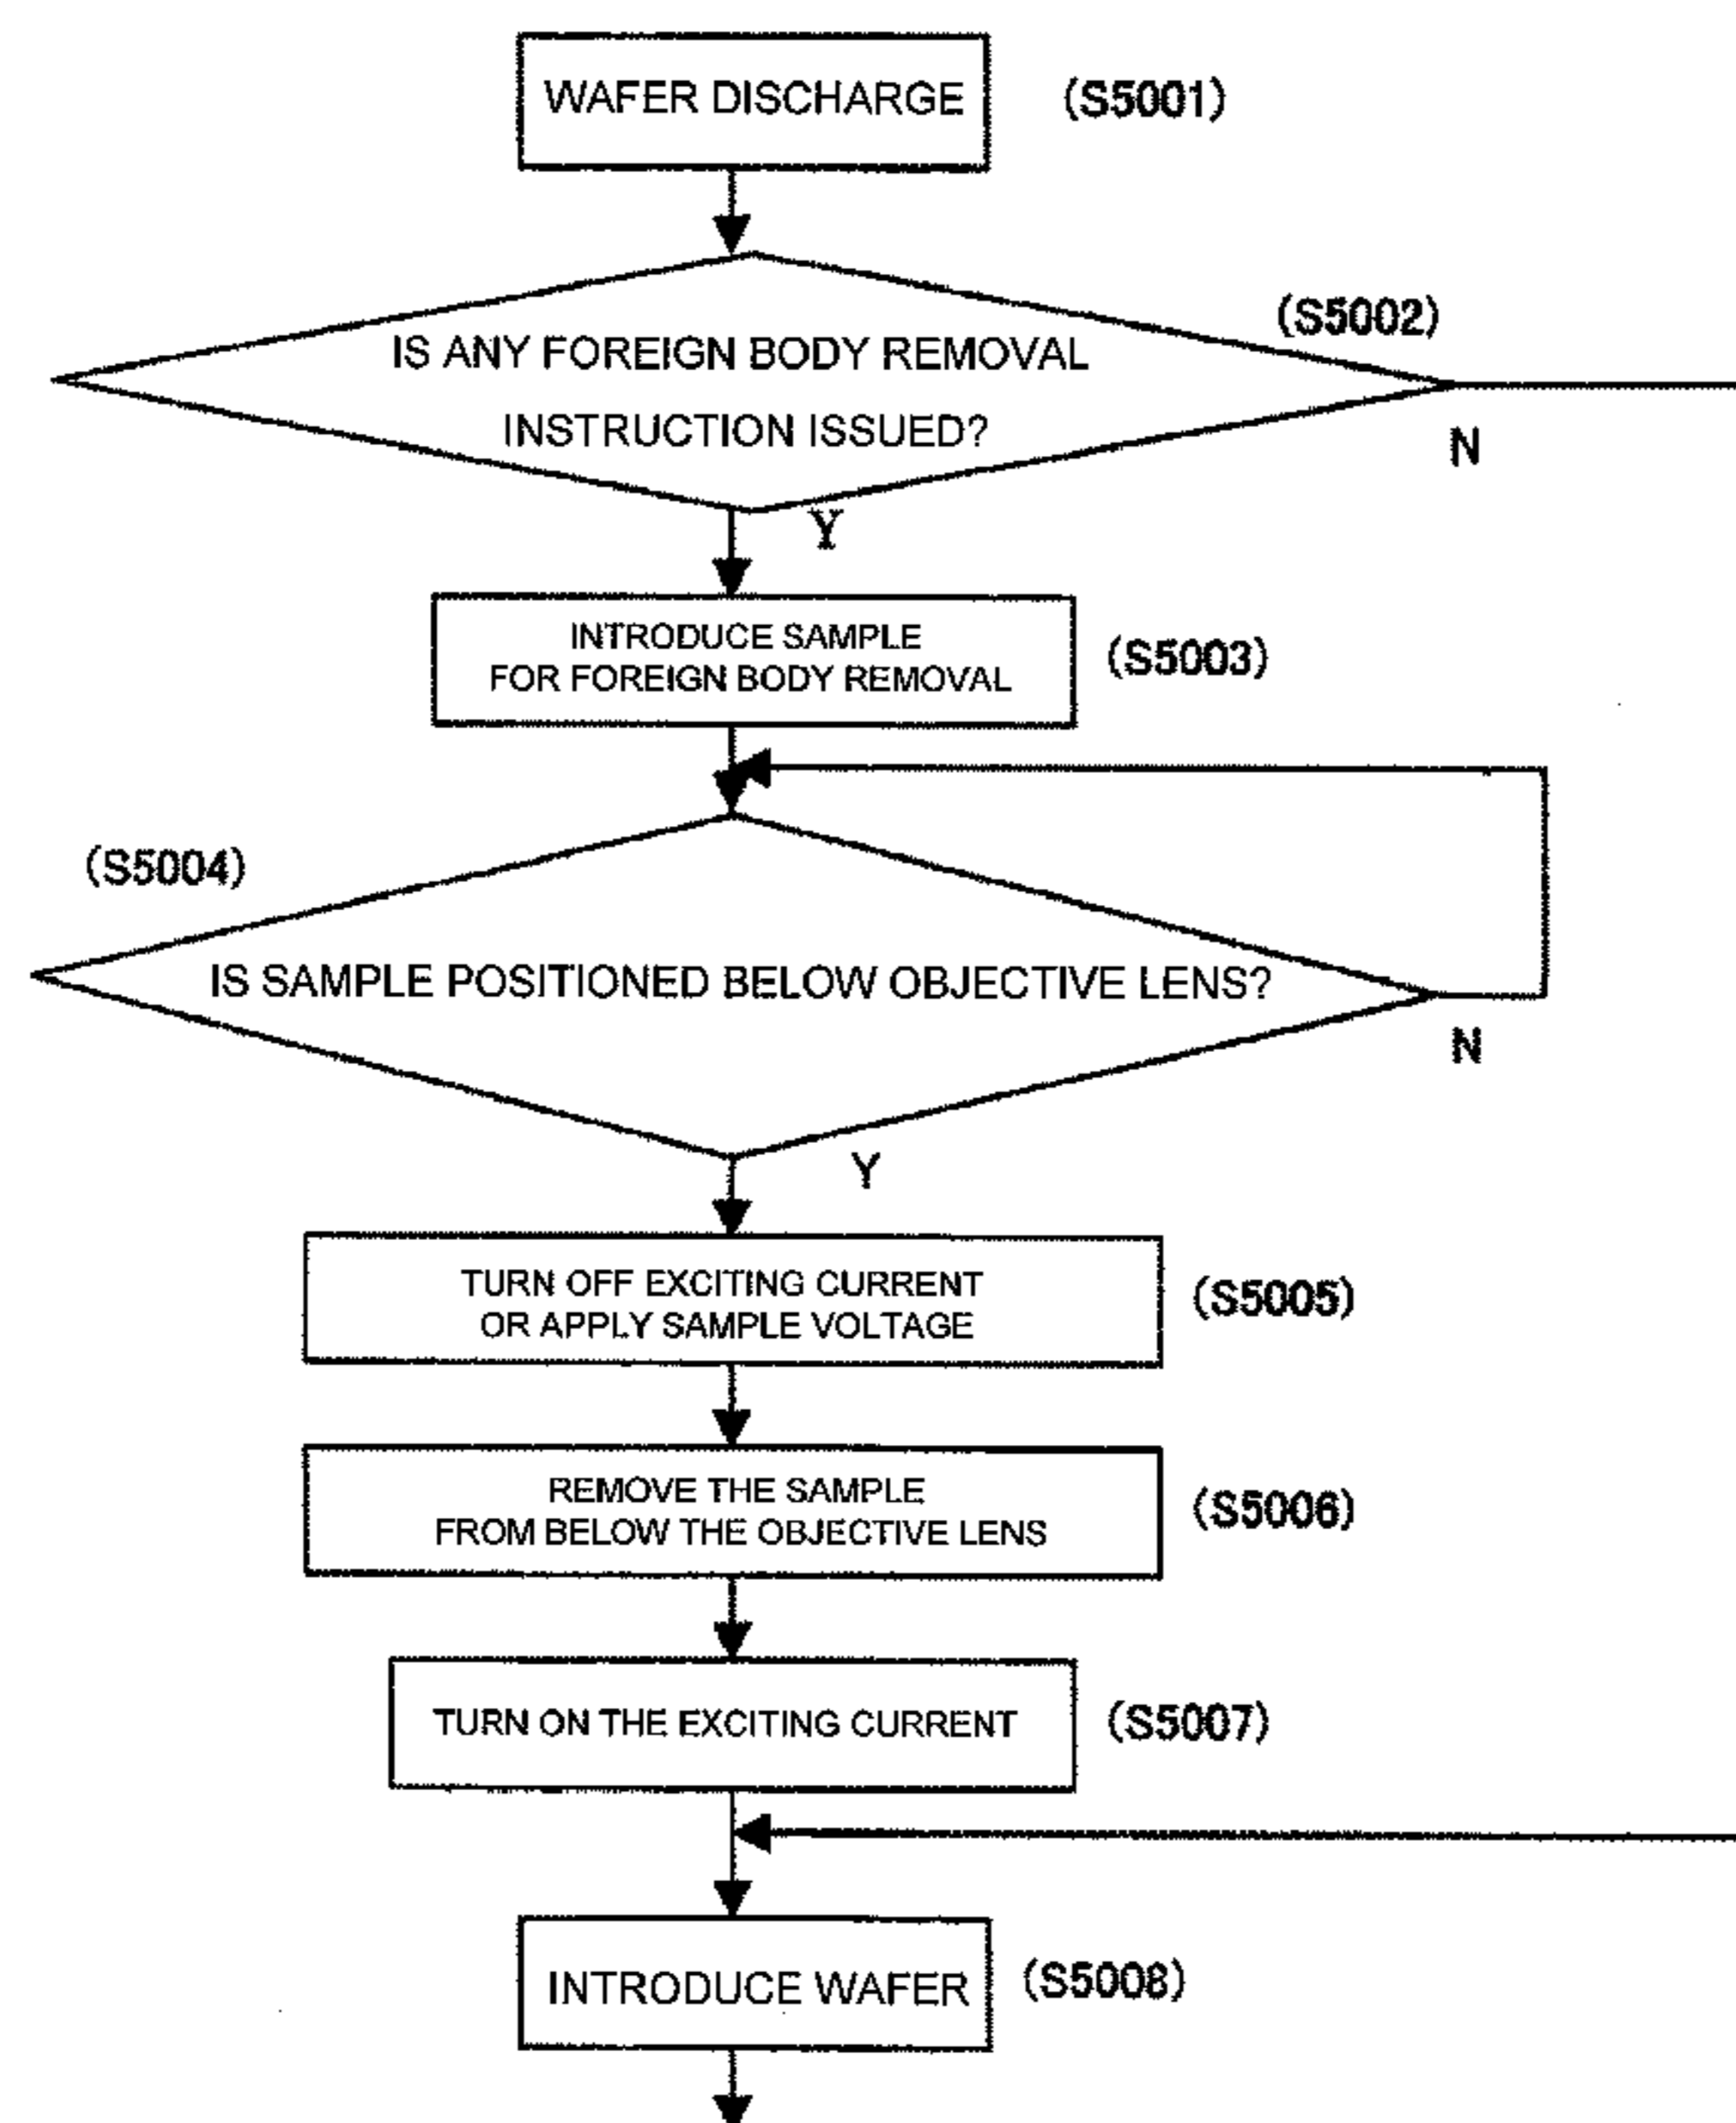 WAFER DISCHARGE (S5001)
(S5002)
IS ANY FOREIGN BODY REMOVAL
INSTRUCTION ISSUED?
N
Y
INTRODUCE SAMPLE
FOR FOREIGN BODY REMOVAL
(S5003)
(S5004)
IS SAMPLE POSITIONED BELOW OBJECTIVE LENS?
N
Y
TURN OFF EXCITING CURRENT
OR APPLY SAMPLE VOLTAGE
(S5005)
REMOVE THE SAMPLE
FROM BELOW THE OBJECTIVE LENS
(S5006)
TURN ON THE EXCITING CURRENT (S5007)
INTRODUCE WAFER (S5008)